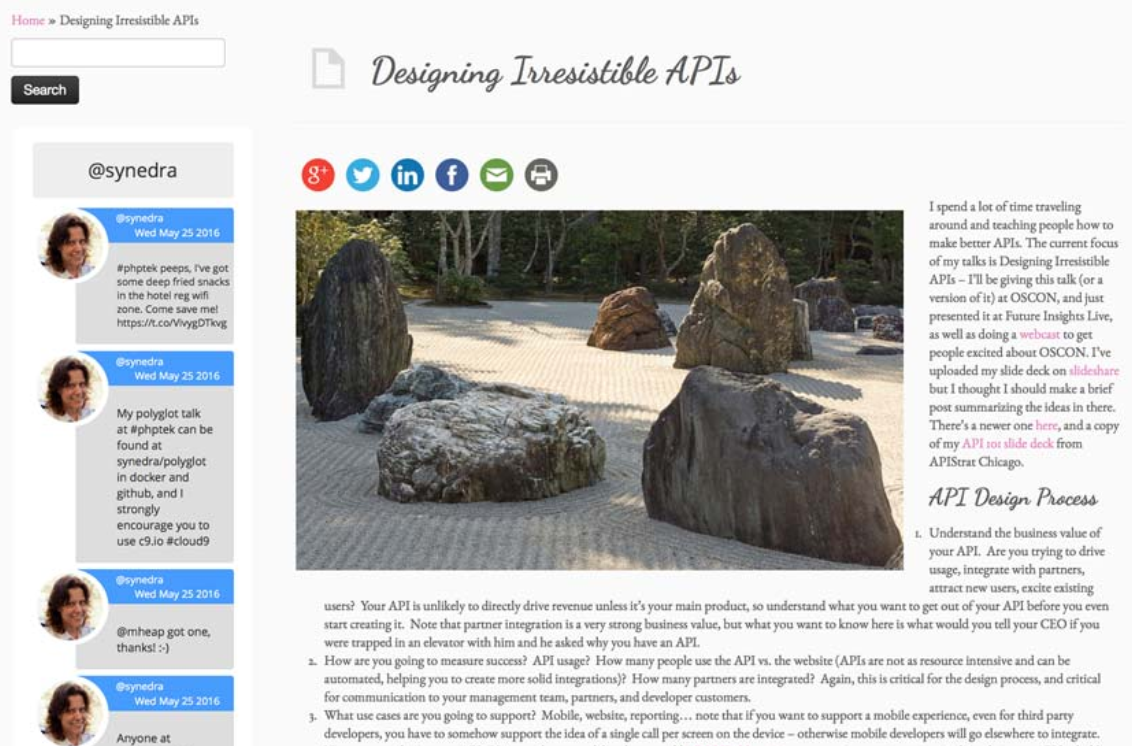 Home » Designing Irresistible APIs
Search
@synedra
@synedra
Wed May 25 2016
#phptek peeps, I've got
some deep fried snacks
in the hotel reg wifi
zone. Come save me!
https://t.co/VivygDTkvg
@synedra
Wed May 25 2016
My polyglot talk
at #phptek can be
found at
synedra/polyglot
in docker and
github, and I
strongly
encourage you to
use c9.io #cloud9
@synedra
Wed May 25 2016
@mheap got one,
thanks! :-)
@synedra
Wed May 25 2016
Anyone at
Designing Irresistible APIs
g+
in
f
I spend a lot of time traveling
around and teaching people how to
make better APIs. The current focus
of my talks is Designing Irresistible
APIs – I'll be giving this talk (or a
version of it) at OSCON, and just
presented it at Future Insights Live,
as well as doing a webcast to get
people excited about OSCON. I've
uploaded my slide deck on slideshare
but I thought I should make a brief
post summarizing the ideas in there.
There's a newer one here, and a copy
of my API 101 slide deck from
APIStrat Chicago.
API Design Process
1. Understand the business value of
your API. Are you trying to drive
usage, integrate with partners,
attract new users, excite existing
users? Your API is unlikely to directly drive revenue unless it's your main product, so understand what you want to get out of your API before you even
start creating it. Note that partner integration is a very strong business value, but what you want to know here is what would you tell your CEO if you
were trapped in an elevator with him and he asked why you have an API.
2. How are you going to measure success? API usage? How many people use the API vs. the website (APIs are not as resource intensive and can be
automated, helping you to create more solid integrations)? How many partners are integrated? Again, this is critical for the design process, and critical
for communication to your management team, partners, and developer customers.
3. What use cases are you going to support? Mobile, website, reporting… note that if you want to support a mobile experience, even for third party
developers, you have to somehow support the idea of a single call per screen on the device – otherwise mobile developers will go elsewhere to integrate.